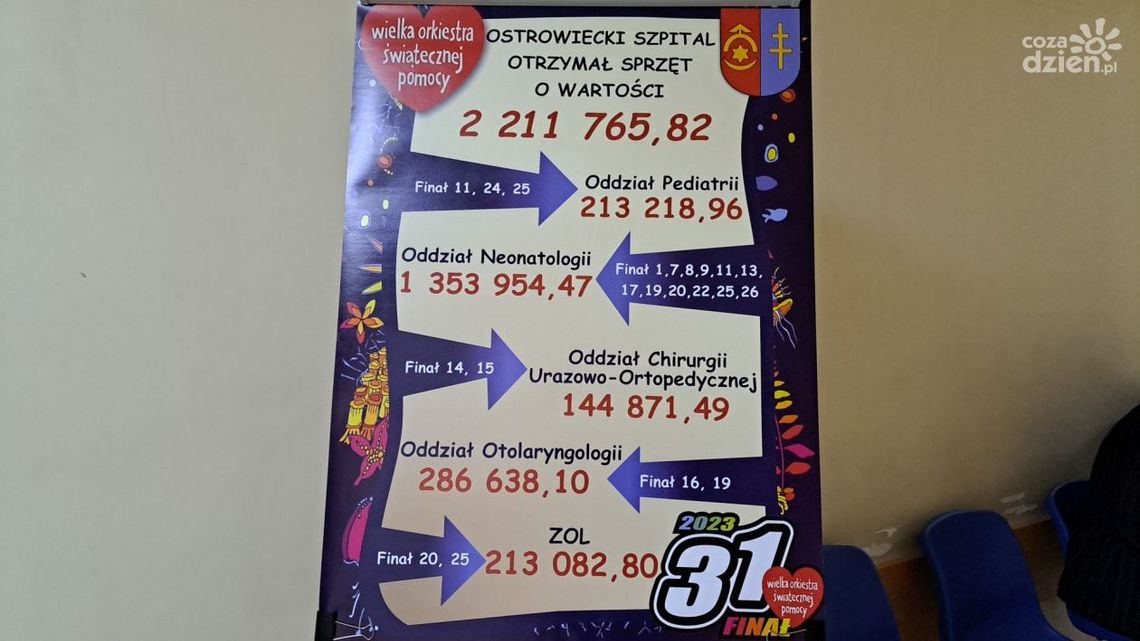 wielka orkiestra
świątecznej
pomocy
OSTROWIECKI SZPITAL
OTRZYMAŁ SPRZĘT
O WARTOŚCI
2 211 765,82
coza
dzien.pl
Finał 11, 24, 25
Oddział Pediatrii
213 218,96
Oddział Neonatologii
1 353 954,47
Finał 1,7,8,9,11,13,
17,19,20,22,25,26
Finał 14, 15
Oddział Chirurgii
Urazowo-Ortopedycznej
144 871,49
Oddział Otolaryngologii
286 638,10
Finał 16, 19
Finał 20, 25
ZOL
213 082,80
2023
31
FINAŁ
wielka orkiestra
świątecznej
pomocy